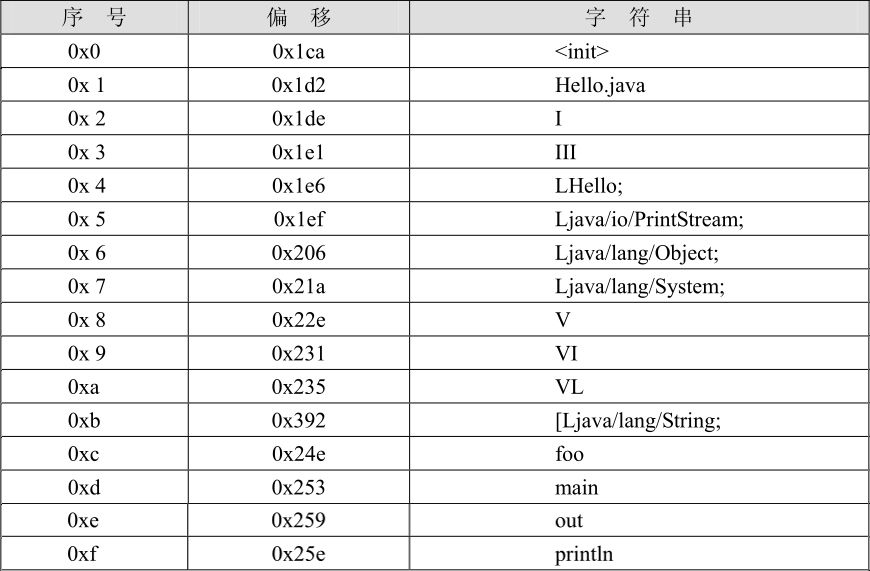 序 号 偏 移 字 符 串
0x0 0x1ca <init>
0x 1 0x1d2 Hello.java
0x 2 0x1de I
0x 3 0x1e1 III
0x 4 0x1e6 LHello;
0x 5 0x1ef Ljava/io/PrintStream;
0x 6 0x206 Ljava/lang/Object;
0x 7 0x21a Ljava/lang/System;
0x 8 0x22e V
0x 9 0x231 VI
0xa 0x235 VL
0xb 0x392 [Ljava/lang/String;
0xc 0x24e foo
0xd 0x253 main
0xe 0x259 out
0xf 0x25e println